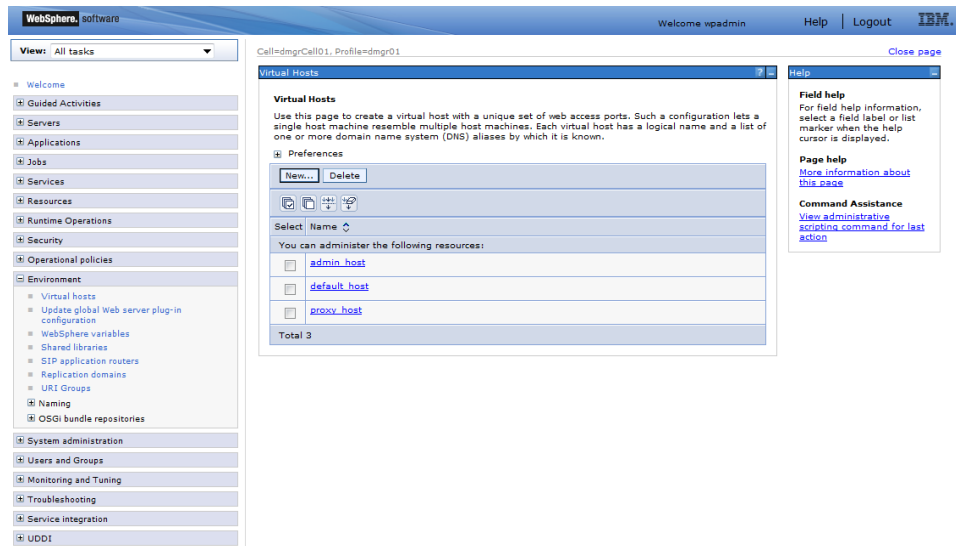 WebSphere. software
Welcome wpadmin
Help | Logout
IBM.
View: All tasks
Cell=dmgrCell01, Profile=dmgr01
Close page
Welcome
Guided Activities
Servers
Applications
Jobs
Services
Resources
Runtime Operations
Security
Operational policies
Environment
Virtual hosts
Update global Web server plug-in
configuration
WebSphere variables
Shared libraries
SIP application routers
Replication domains
URI Groups
Naming
OSGi bundle repositories
System administration
Users and Groups
Monitoring and Tuning
Troubleshooting
Service integration
UDDI
Virtual Hosts
Virtual Hosts
Use this page to create a virtual host with a unique set of web access ports. Such a configuration lets a
single host machine resemble multiple host machines. Each virtual host has a logical name and a list of
one or more domain name system (DNS) aliases by which it is known.
Preferences
New... Delete
Select Name
You can administer the following resources:
admin_host
default_host
proxy_host
Total 3
Help
Field help
For field help information,
select a field label or list
marker when the help
cursor is displayed.
Page help
More information about
this page
Command Assistance
View administrative
scripting command for last
action